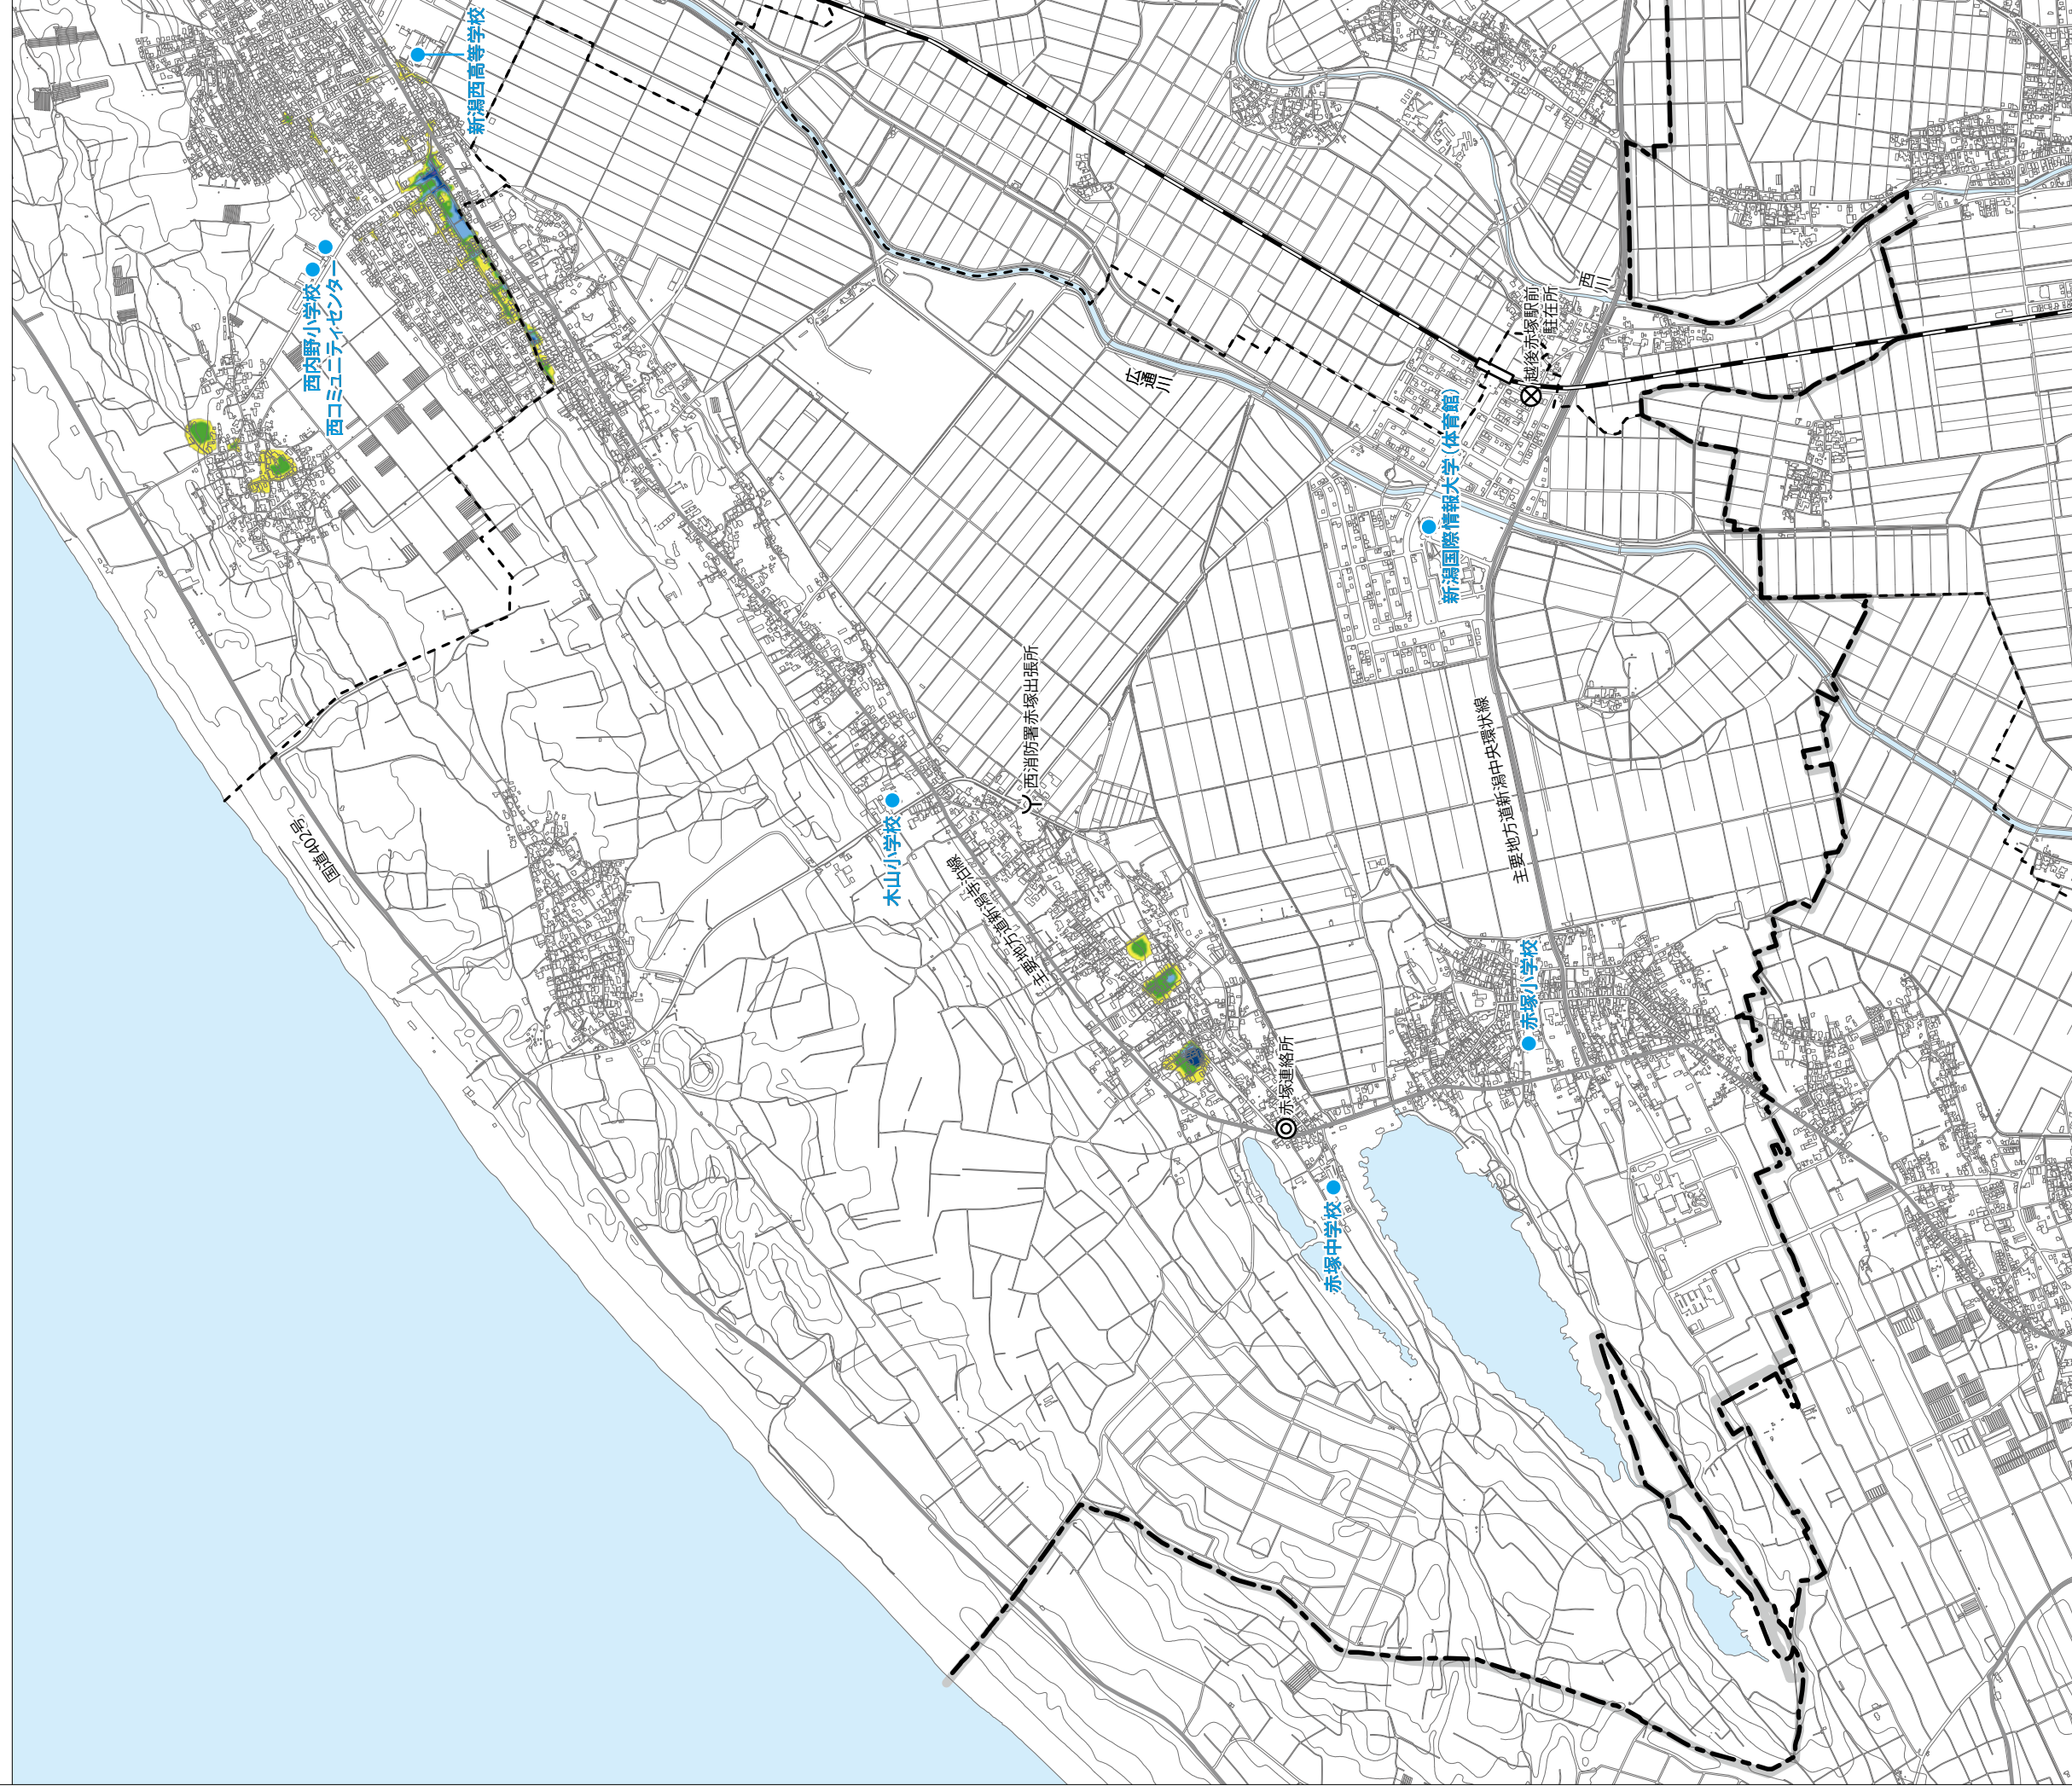 新潟西高等学校
西内野小学校
西コミュニティセンター
国道402号
広通川
西川
越後赤塚駅前
駐在所
新潟国際情報大学(体育館)
西消防署赤塚出張所
木山小学校
主要地方道新潟寺泊線
主要地方道新潟中央環状線
赤塚小学校
赤塚連絡所
赤塚中学校